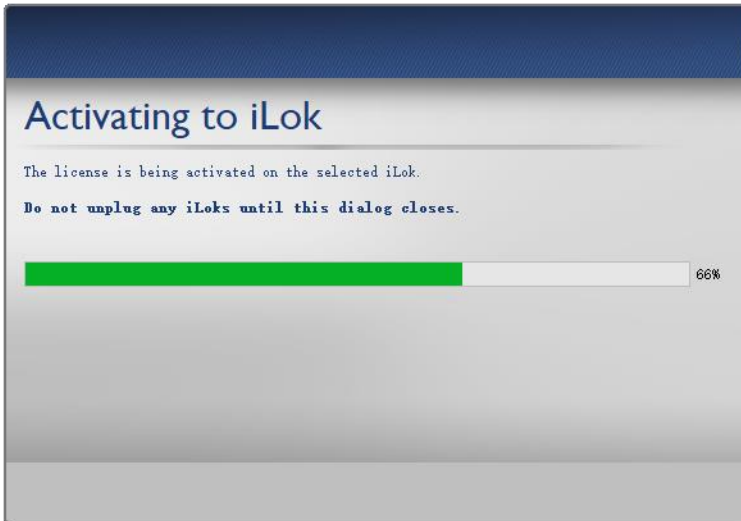 Activating to iLok
The license is being activated on the selected iLok.
Do not unplug any iLoks until this dialog closes.
66%